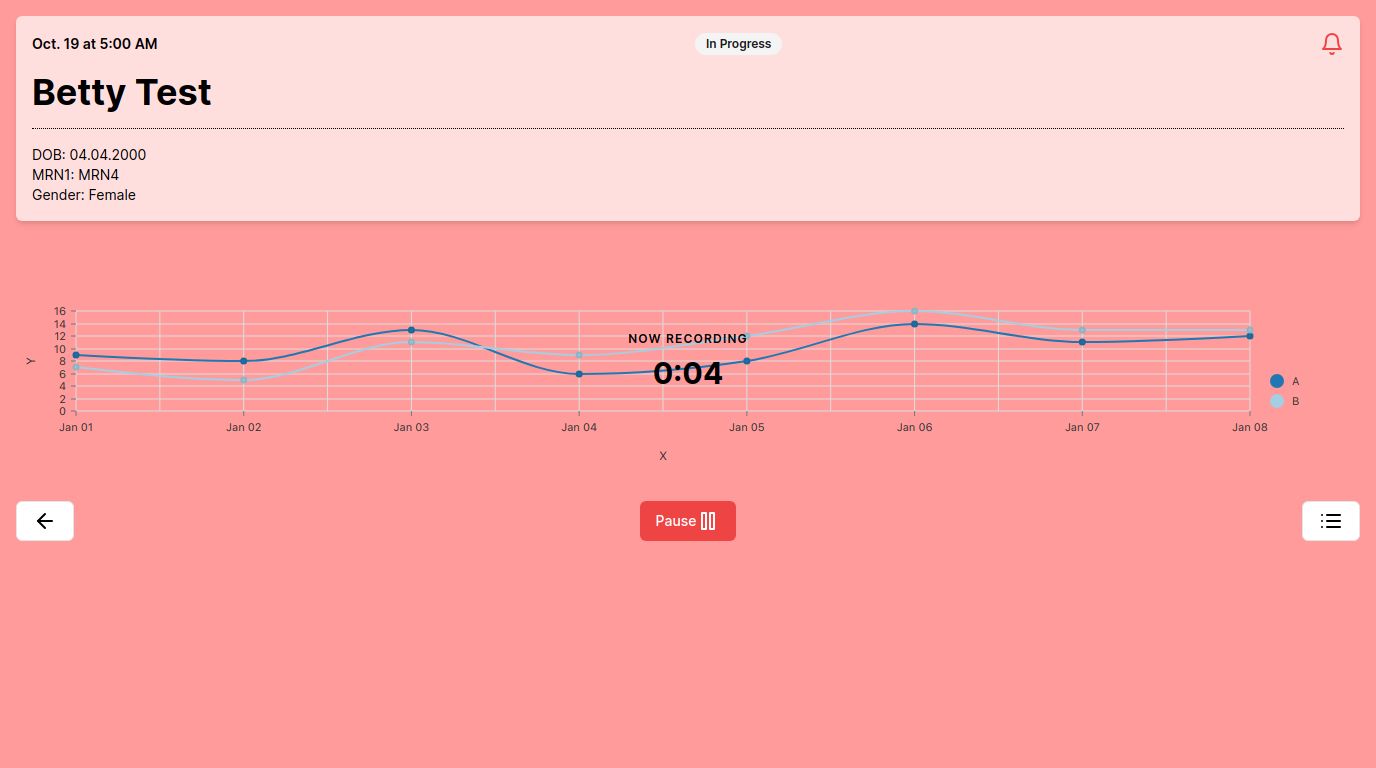 Oct. 19 at 5:00 AM
In Progress
Betty Test
DOB: 04.04.2000
MRN1: MRN4
Gender: Female
16
14
12
10
8
6
4
2
0
Y
NOW RECORDING
0:04
A
B
Jan 01 Jan 02 Jan 03 Jan 04 Jan 05 Jan 06 Jan 07 Jan 08
X
Pause